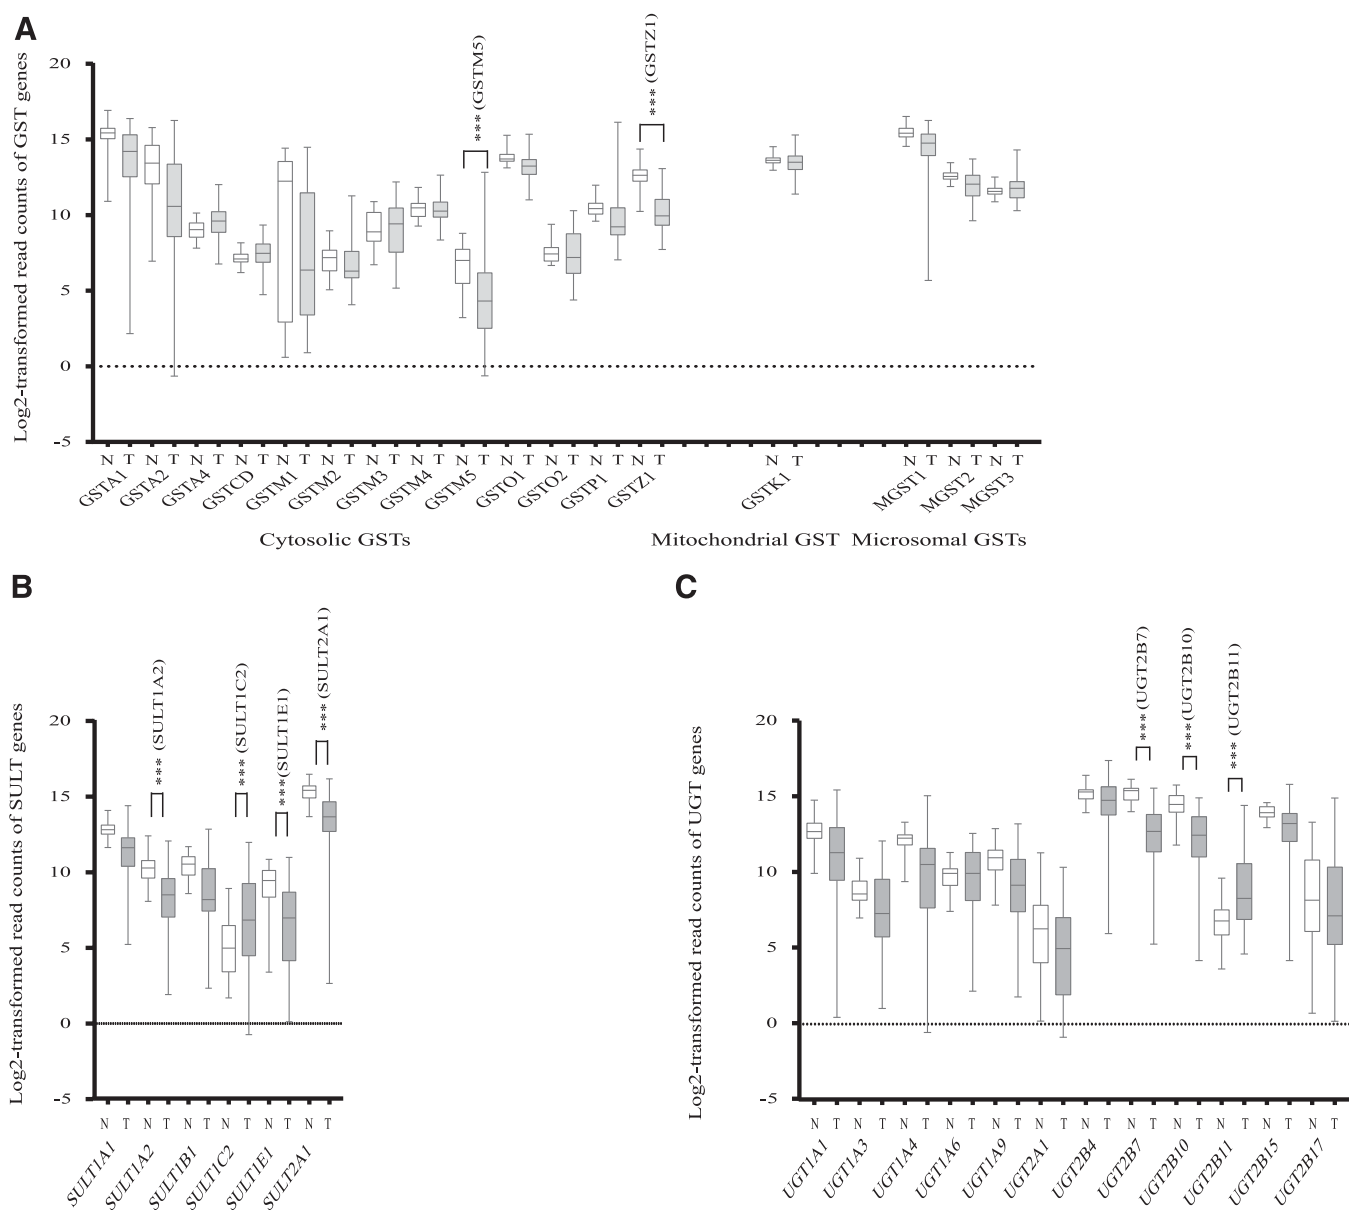 A
Log2-transformed read counts of GST genes
20
15
10
5
0
-5
*** (GSTM5)
*** (GSTZ1)
N T N T N T N T N T N T N T N T N T N T N T N T N T N T N T N T N T
GSTA1 GSTA2 GSTA4 GSTCD GSTM1 GSTM2 GSTM3 GSTM4 GSTM5 GSTO1 GSTO2 GSTP1 GSTZ1 GSTK1 MGST1 MGST2 MGST3
Cytosolic GSTs Mitochondrial GST Microsomal GSTs
B
Log2-transformed read counts of SULT genes
20
15
10
5
0
-5
*** (SULT1A2)
*** (SULT1C2)
***(SULT1E1)
*** (SULT2A1)
N T N T N T N T N T N T
SULT1A1 SULT1A2 SULT1B1 SULT1C2 SULT1E1 SULT2A1
C
Log2-transformed read counts of UGT genes
20
15
10
5
0
-5
*** (UGT2B7)
***(UGT2B10)
*** (UGT2B11)
N T N T N T N T N T N T N T N T N T N T N T N T
UGT1A1 UGT1A3 UGT1A4 UGT1A6 UGT1A9 UGT2A1 UGT2B4 UGT2B7 UGT2B10 UGT2B11 UGT2B15 UGT2B17